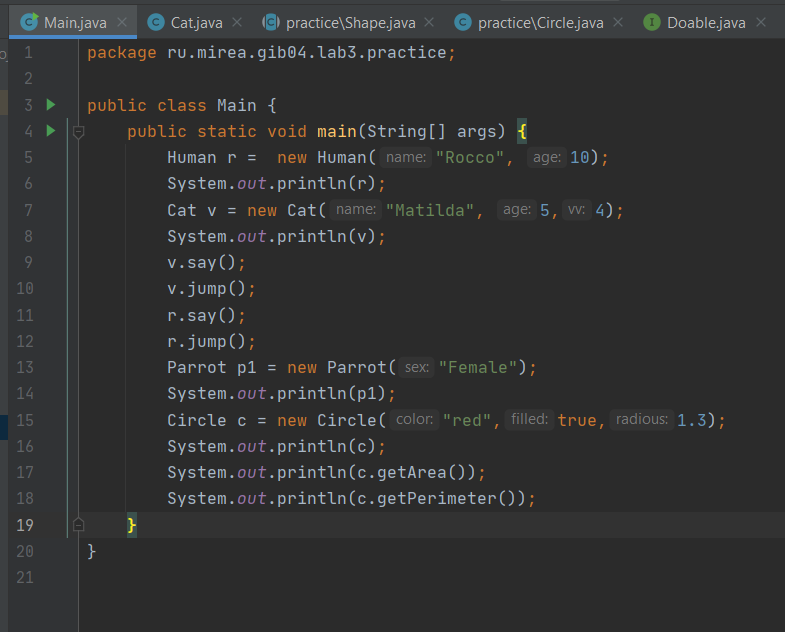 Main.java Cat.java practice\Shape.java practice\Circle.java Doable.java
1 package ru.mirea.gib04.lab3.practice;
2
3 public class Main {
4 public static void main(String[] args) {
5 Human r =  new Human( name: "Rocco", age: 10);
6 System.out.println(r);
7 Cat v = new Cat( name: "Matilda", age: 5, vv: 4);
8 System.out.println(v);
9 v.say();
10 v.jump();
11 r.say();
12 r.jump();
13 Parrot p1 = new Parrot( sex: "Female");
14 System.out.println(p1);
15 Circle c = new Circle( color: "red", filled: true, radious: 1.3);
16 System.out.println(c);
17 System.out.println(c.getArea());
18 System.out.println(c.getPerimeter());
19 }
20 }
21